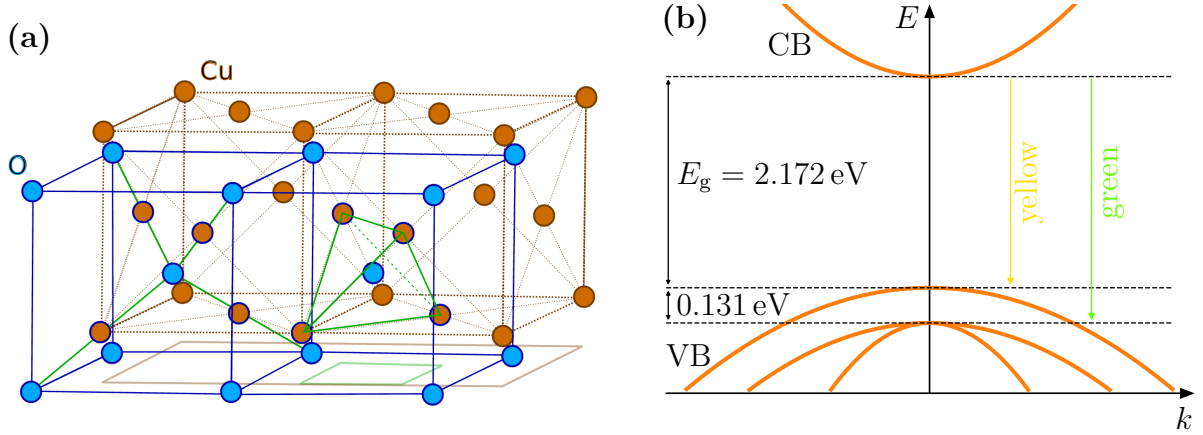 (a)
Cu
O
(b)
E
CB
E_g = 2.172 eV
yellow
green
0.131 eV
VB
k